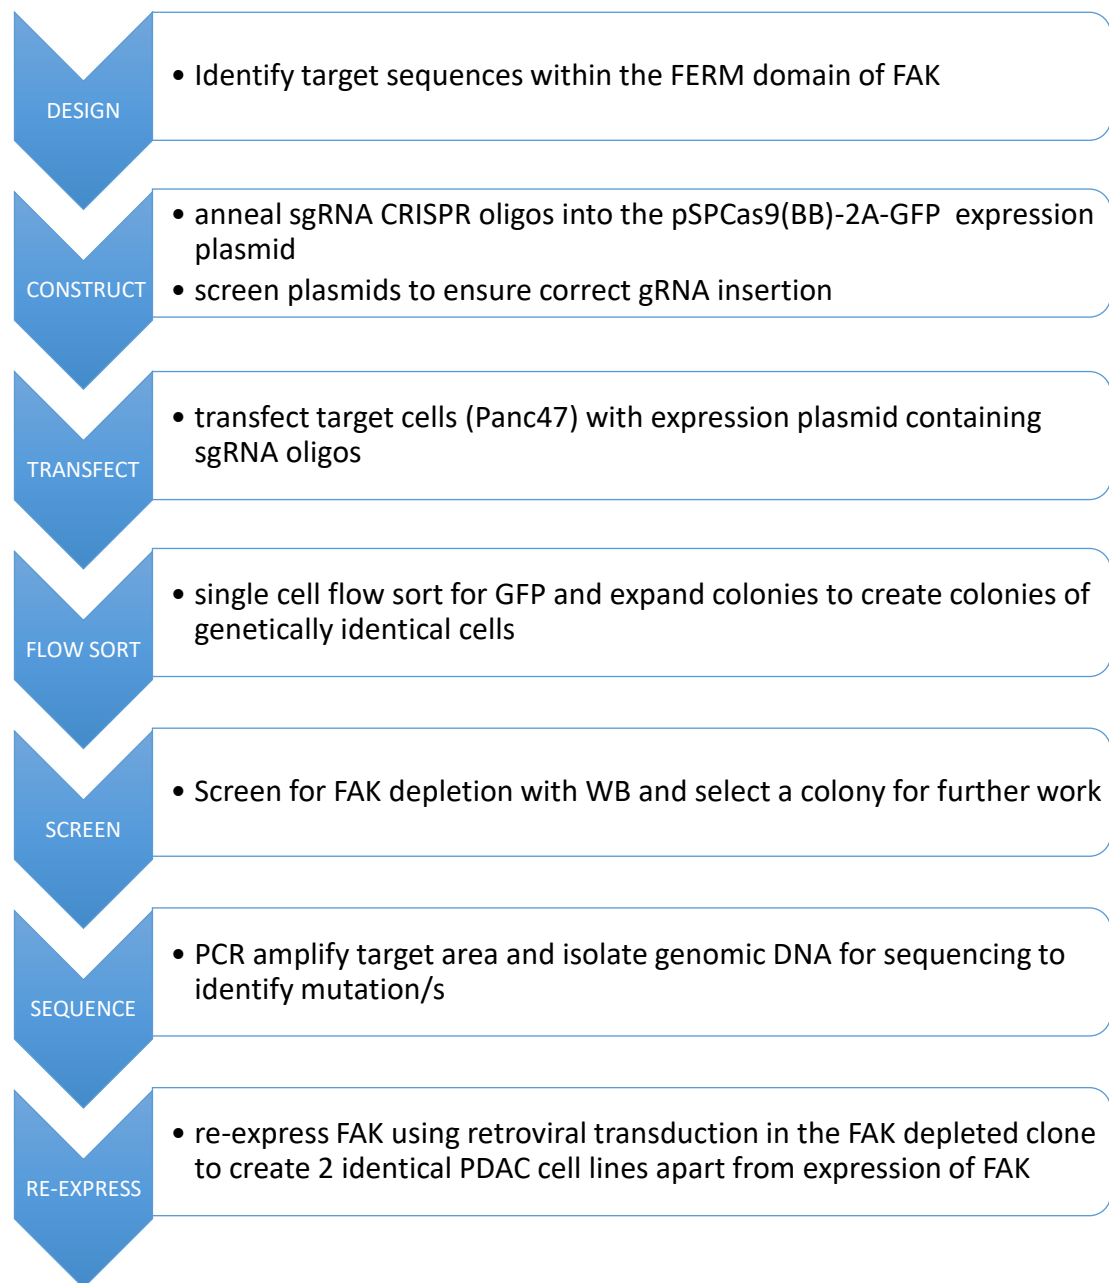 DESIGN
• Identify target sequences within the FERM domain of FAK
CONSTRUCT
• anneal sgRNA CRISPR oligos into the pSPCas9(BB)-2A-GFP expression
plasmid
• screen plasmids to ensure correct gRNA insertion
TRANSFECT
• transfect target cells (Panc47) with expression plasmid containing
sgRNA oligos
FLOW SORT
• single cell flow sort for GFP and expand colonies to create colonies of
genetically identical cells
SCREEN
• Screen for FAK depletion with WB and select a colony for further work
SEQUENCE
• PCR amplify target area and isolate genomic DNA for sequencing to
identify mutation/s
RE-EXPRESS
• re-express FAK using retroviral transduction in the FAK depleted clone
to create 2 identical PDAC cell lines apart from expression of FAK